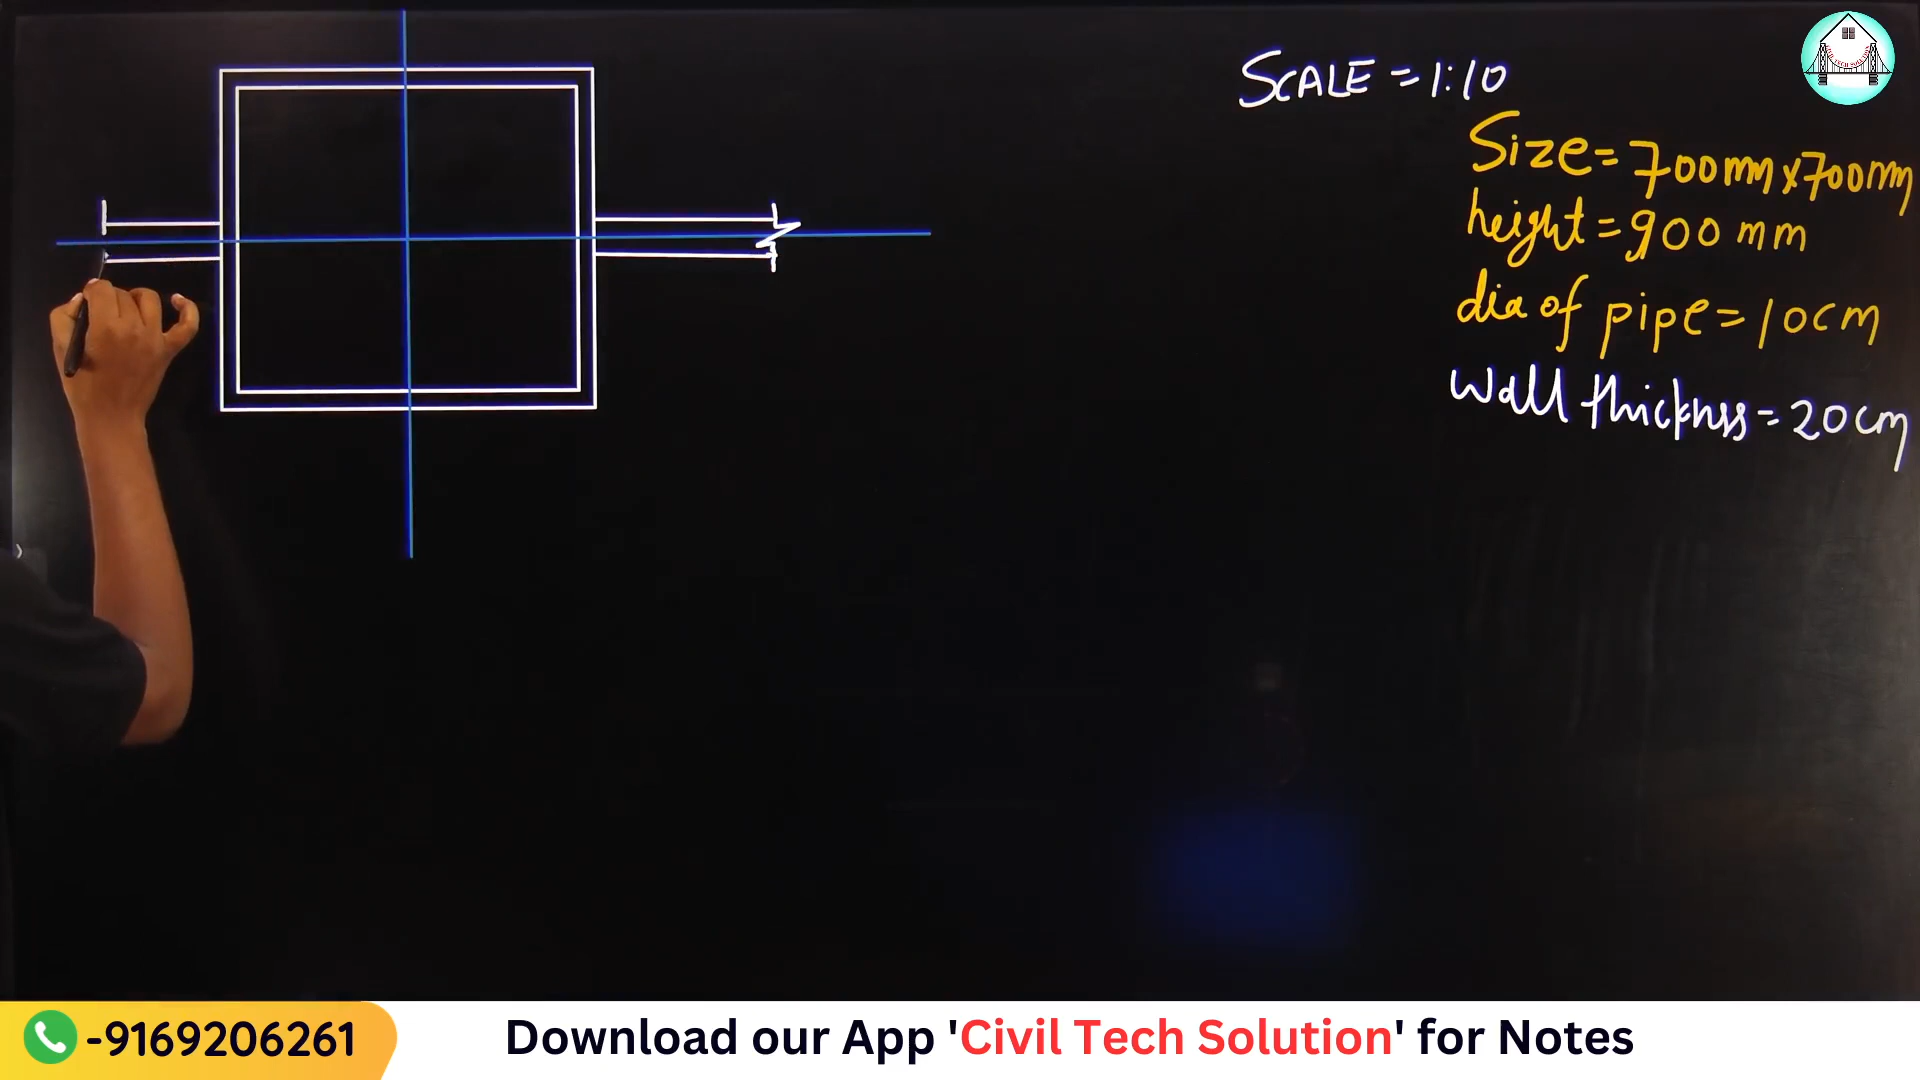 SCALE = 1:10
Size = 700mm x 700mm
height = 900 mm
dia of pipe = 10cm
wall thicknss = 20cm
-9169206261
Download our App 'Civil Tech Solution' for Notes